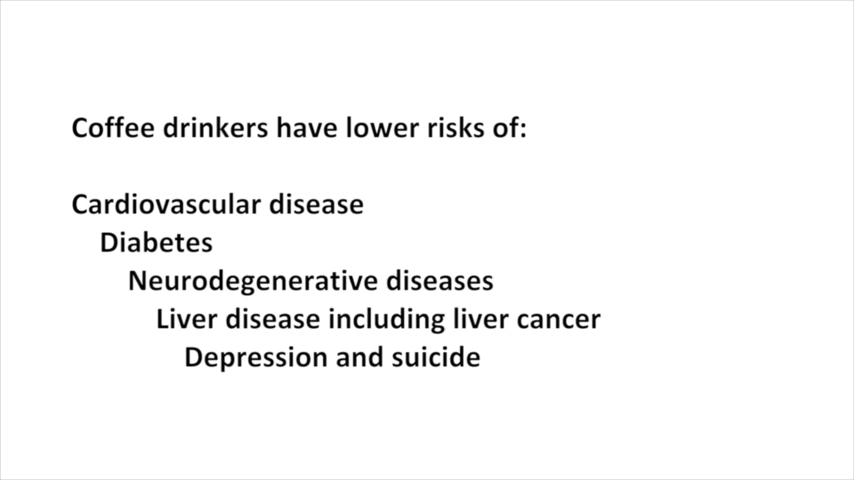 Coffee drinkers have lower risks of:
Cardiovascular disease
Diabetes
Neurodegenerative diseases
Liver disease including liver cancer
Depression and suicide